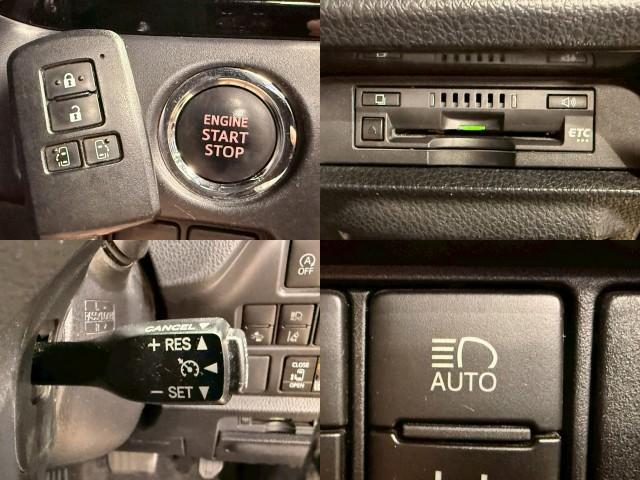 ENGINE
START
STOP
ETC
CANCEL
+ RES
− SET
OFF
CLOSE
OPEN
AUTO